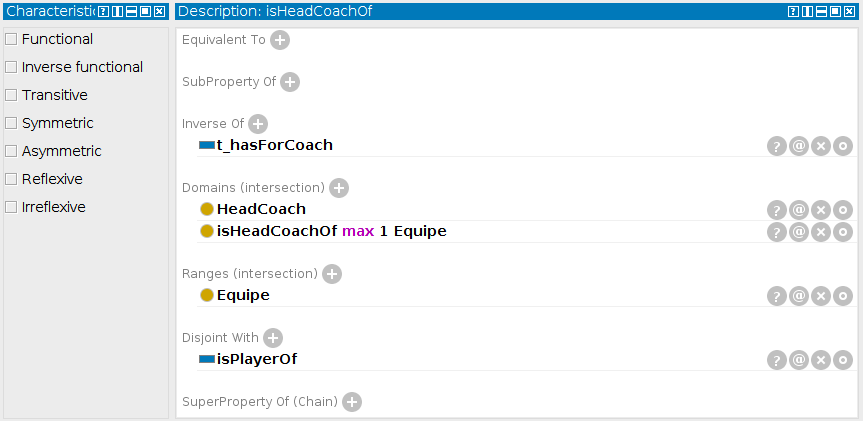 Characteristic
Functional
Inverse functional
Transitive
Symmetric
Asymmetric
Reflexive
Irreflexive
Description: isHeadCoachOf
Equivalent To
SubProperty Of
Inverse Of
t_hasForCoach
Domains (intersection)
HeadCoach
isHeadCoachOf max 1 Equipe
Ranges (intersection)
Equipe
Disjoint With
isPlayerOf
SuperProperty Of (Chain)